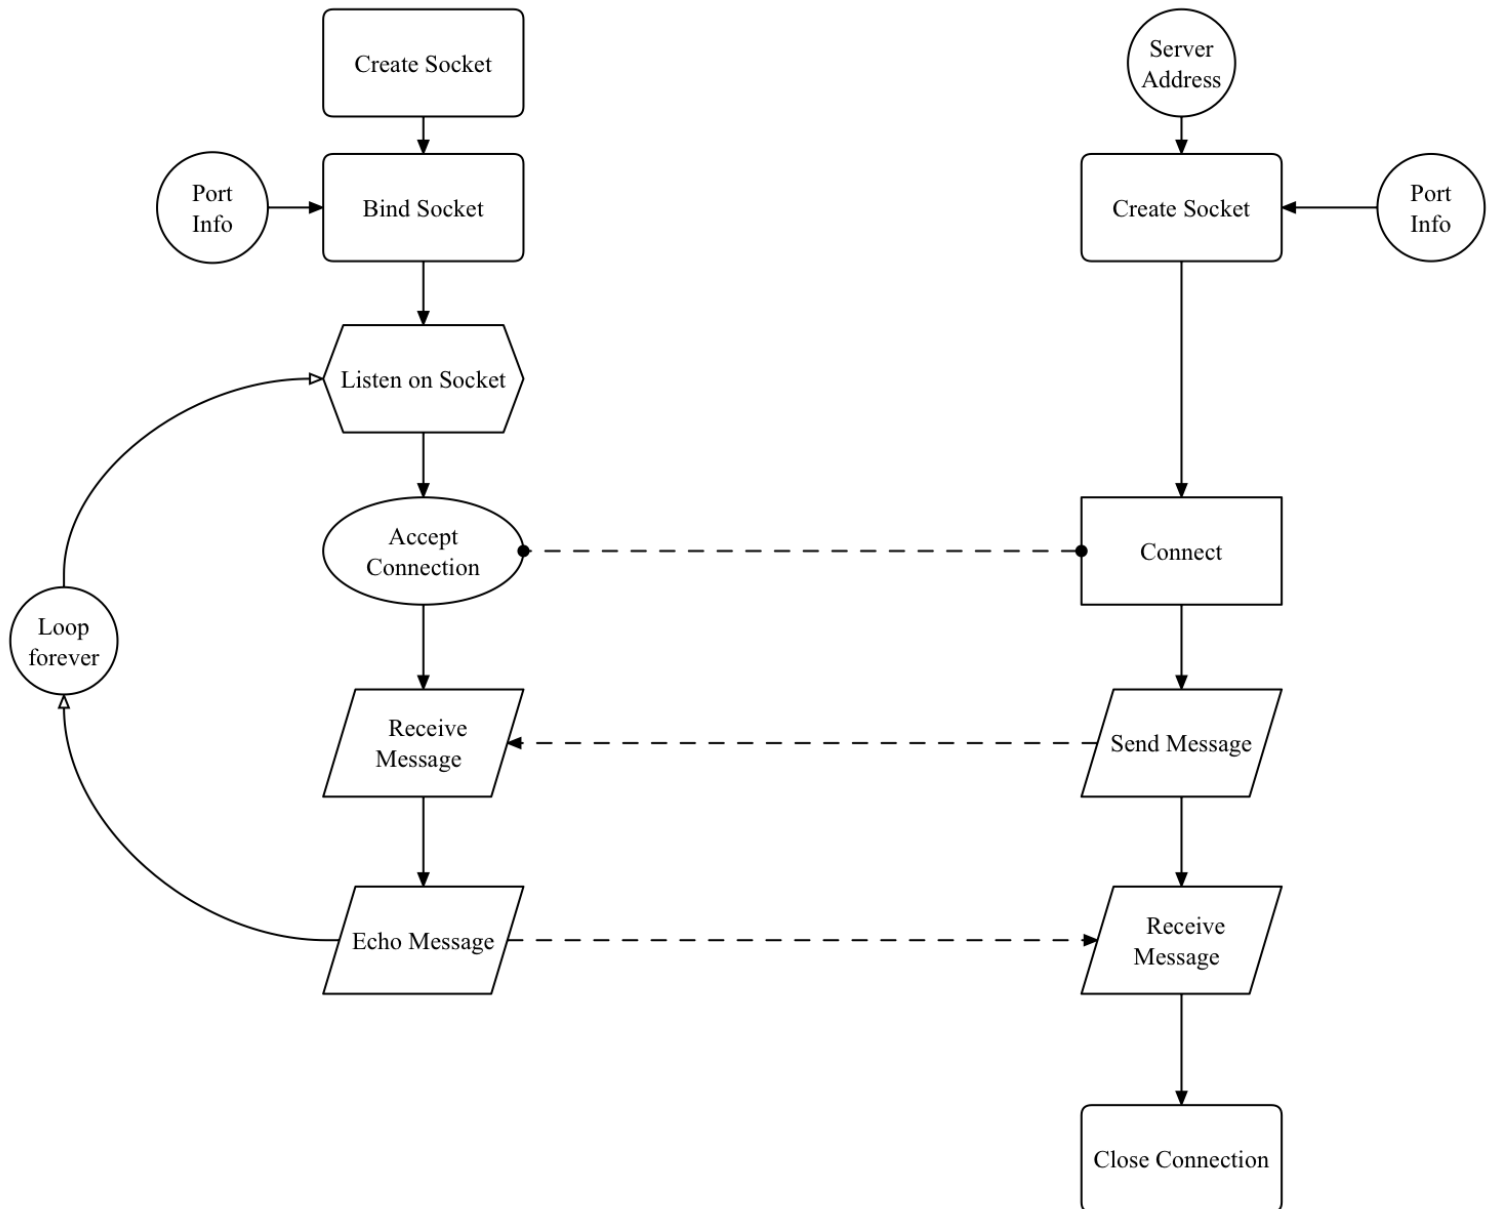 Create Socket
Server
Address
Port
Info
Bind Socket
Create Socket
Port
Info
Listen on Socket
Accept
Connection
Connect
Loop
forever
Receive
Message
Send Message
Echo Message
Receive
Message
Close Connection